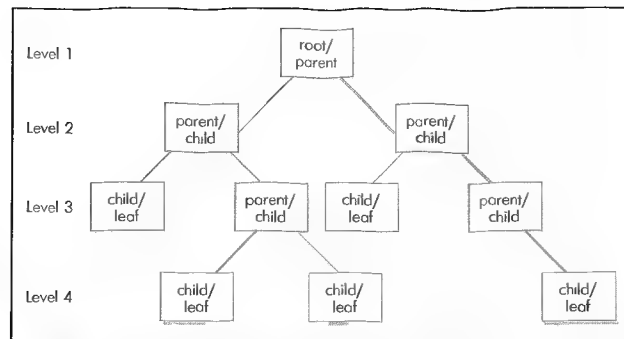 Level 1
root/
parent
Level 2
parent/
child
parent/
child
Level 3
child/
leaf
parent/
child
child/
leaf
parent/
child
Level 4
child/
leaf
child/
leaf
child/
leaf